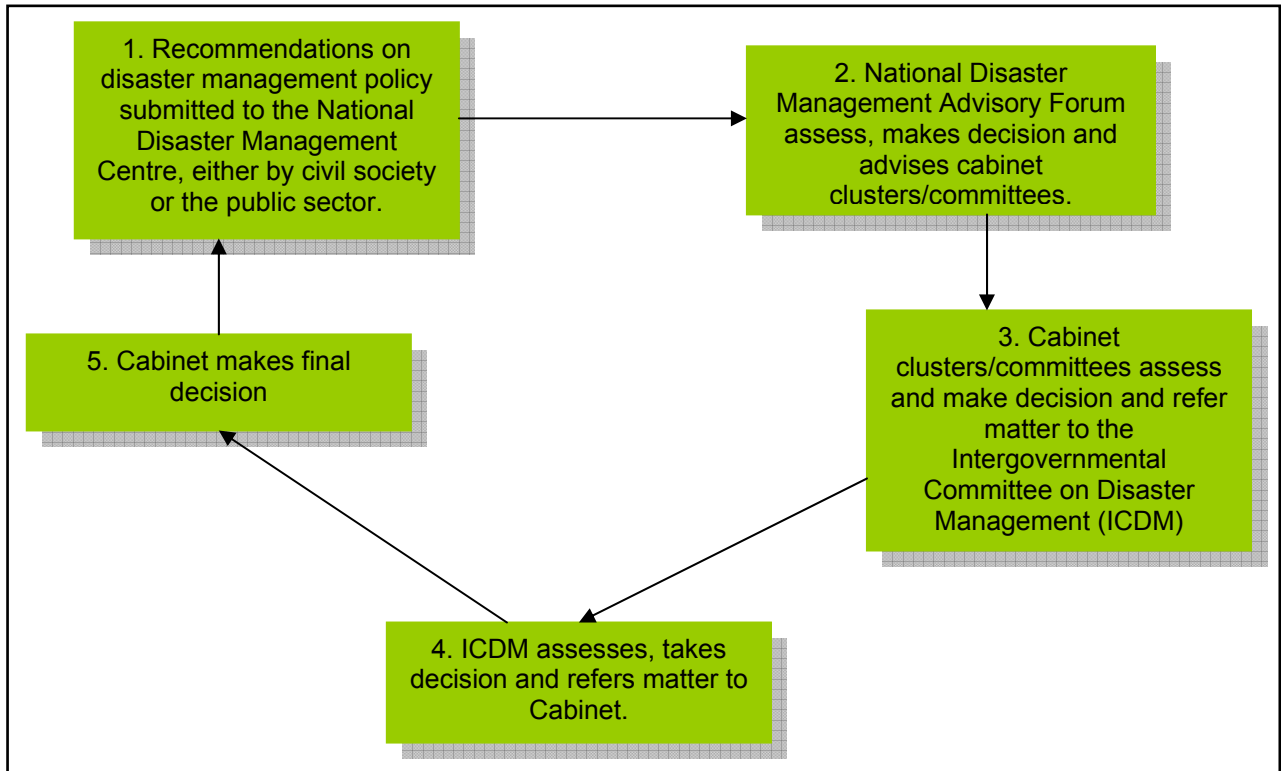 1. Recommendations on
disaster management policy
submitted to the National
Disaster Management
Centre, either by civil society
or the public sector.
2. National Disaster
Management Advisory Forum
assess, makes decision and
advises cabinet
clusters/committees.
3. Cabinet
clusters/committees assess
and make decision and refer
matter to the
Intergovernmental
Committee on Disaster
Management (ICDM)
4. ICDM assesses, takes
decision and refers matter to
Cabinet.
5. Cabinet makes final
decision